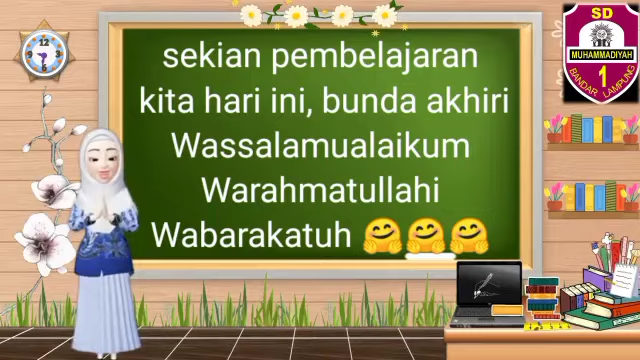 sekian pembelajaran
kita hari ini, bunda akhiri
Wassalamualaikum
Warahmatullahi
Wabarakatuh 🤗🤗🤗
SD
MUHAMMADIYAH
1
BANDAR LAMPUNG